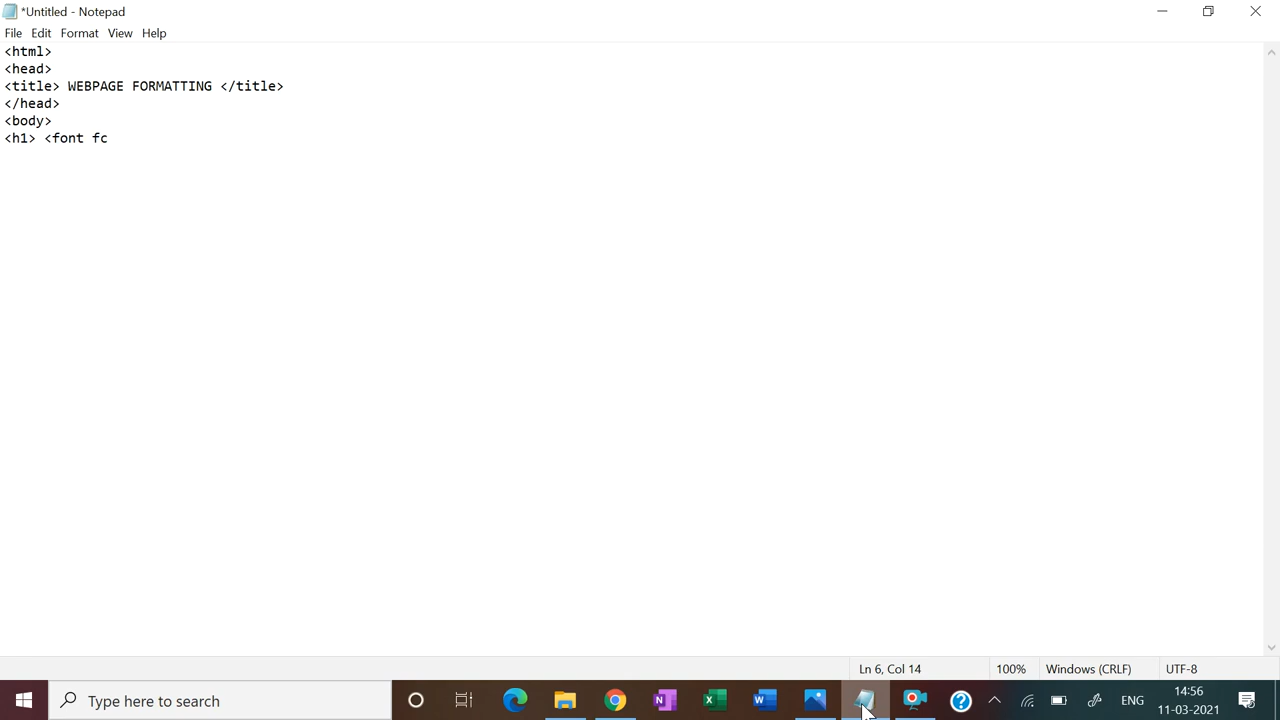 *Untitled - Notepad
File Edit Format View Help
<html>
<head>
<title> WEBPAGE FORMATTING </title>
</head>
<body>
<h1> <font fc
Ln 6, Col 14 100% Windows (CRLF) UTF-8
Type here to search ENG 14:56
11-03-2021